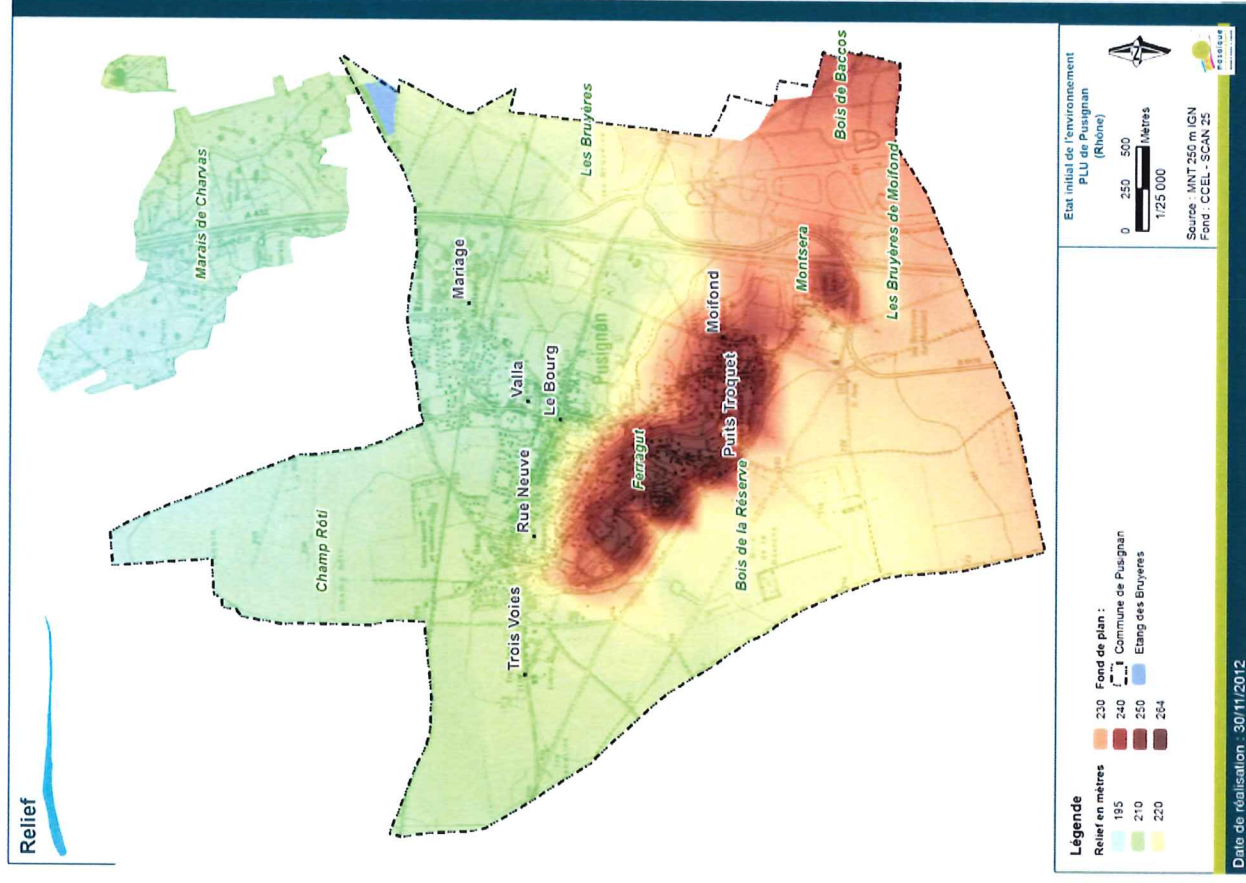 Relief
Marais de Charvas
A 432
Champ Rôti
Les Bruyères
Mariage
Valla
Le Bourg
Rue Neuve
Pusignan
Trois Voies
Ferragut
Moifond
Puits Troquet
Montsera
Bois de Baccos
Bois de la Réserve
Les Bruyères de Moifond
Légende
Relief en mètres
195
210
220
230
240
250
264
Fond de plan :
Commune de Pusignan
Etang des Bruyeres
Etat initial de l'environnement
PLU de Pusignan
(Rhône)
N
0 250 500
Mètres
1/25 000
Source : MNT 250 m IGN
Fond : CCEL - SCAN 25
mosaïque
Date de réalisation : 30/11/2012